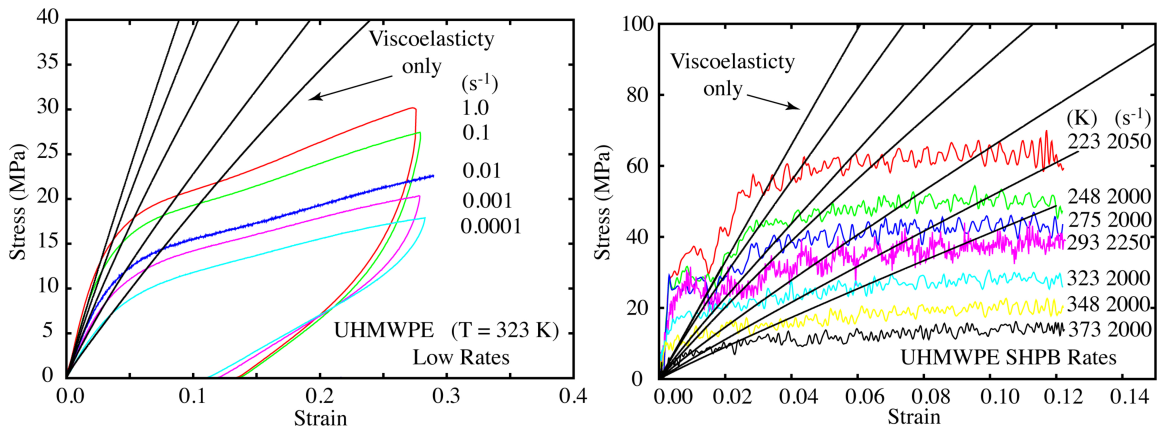 40
35
30
25
20
15
10
5
0
Stress (MPa)
Viscoelasticty
only
(s⁻¹)
1.0
0.1
0.01
0.001
0.0001
UHMWPE (T = 323 K)
Low Rates
0.0 0.1 0.2 0.3 0.4
Strain
100
80
60
40
20
0
Stress (MPa)
Viscoelasticty
only
(K) (s⁻¹)
223 2050
248 2000
275 2000
293 2250
323 2000
348 2000
373 2000
UHMWPE SHPB Rates
0.00 0.02 0.04 0.06 0.08 0.10 0.12 0.14
Strain